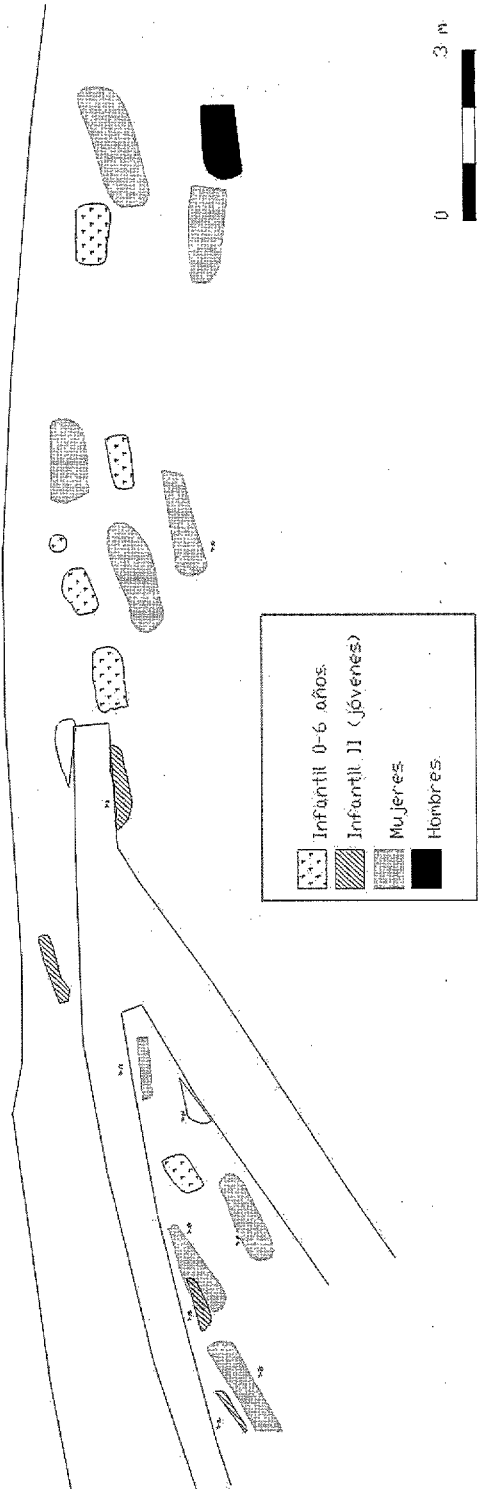 0 3 m
Infantil 0-6 años.
Infantil II (jóvenes)
Mujeres
Hombres